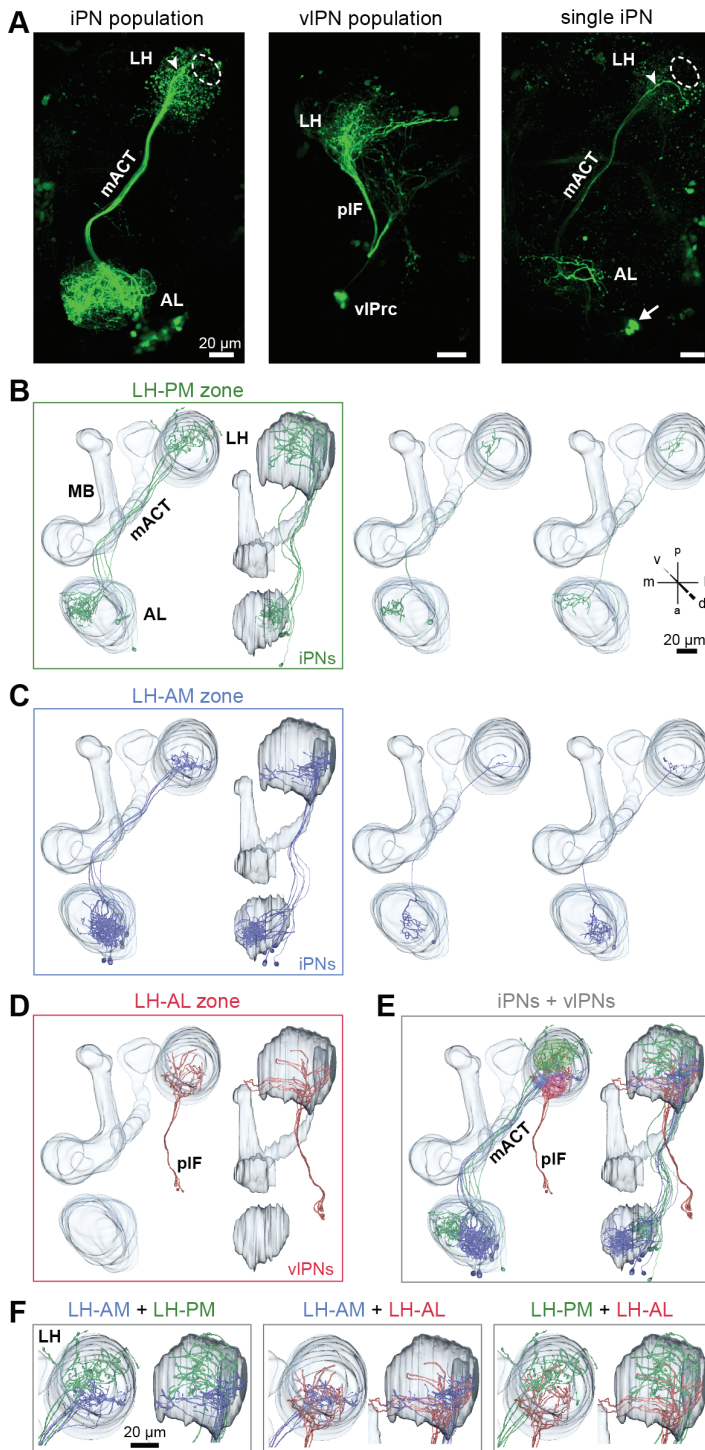 A
iPN population
vlPN population
single iPN
LH
LH
LH
mACT
plF
mACT
AL
vlPrc
AL
20 µm
B
LH-PM zone
LH
MB
mACT
AL
iPNs
p
v
m
l
a
d
20 µm
C
LH-AM zone
iPNs
D
LH-AL zone
plF
vlPNs
E
iPNs + vlPNs
mACT
plF
F
LH-AM + LH-PM
LH-AM + LH-AL
LH-PM + LH-AL
LH
20 µm